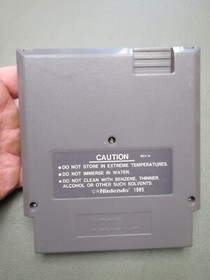 CAUTION
●DO NOT STORE IN EXTREME TEMPERATURES.
●DO NOT IMMERSE IN WATER.
●DO NOT CLEAN WITH BENZENE, THINNER,
ALCOHOL OR OTHER SUCH SOLVENTS.
©Nintendo® 1985